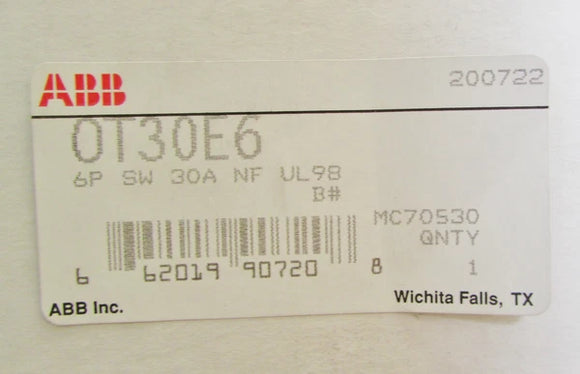 ABB 200722
OT30E6
6P SW 30A NF UL98
B#
MC70530
QNTY
6 62019 90720 8 1
ABB Inc. Wichita Falls, TX